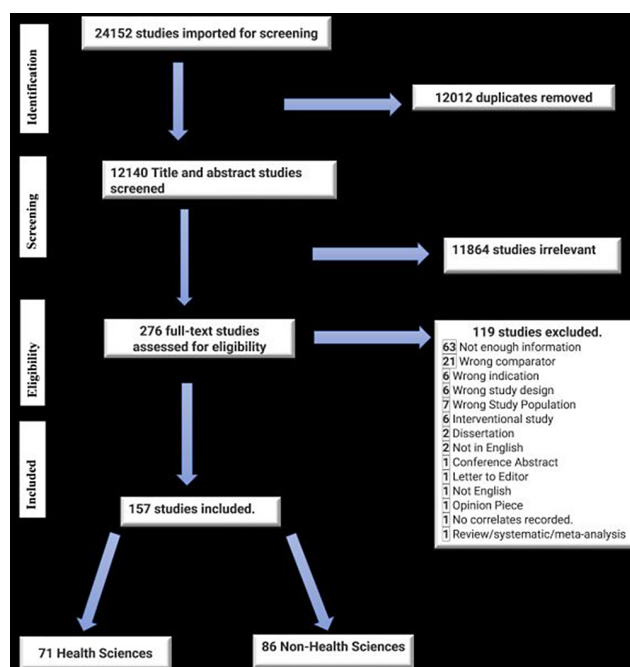 Identification
24152 studies imported for screening
12012 duplicates removed
Screening
12140 Title and abstract studies
screened
11864 studies irrelevant
Eligibility
276 full-text studies
assessed for eligibility
119 studies excluded.
63 Not enough information
21 Wrong comparator
6 Wrong indication
6 Wrong study design
7 Wrong Study Population
6 Interventional study
2 Dissertation
2 Not in English
1 Conference Abstract
1 Letter to Editor
1 Not English
1 Opinion Piece
1 No correlates recorded.
1 Review/systematic/meta-analysis
Included
157 studies included.
71 Health Sciences
86 Non-Health Sciences